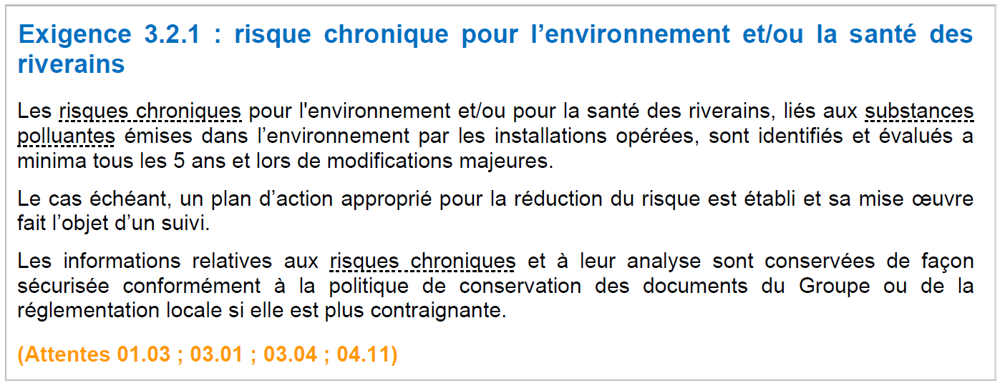 Exigence 3.2.1 : risque chronique pour l’environnement et/ou la santé des
riverains
Les risques chroniques pour l'environnement et/ou pour la santé des riverains, liés aux substances
polluantes émises dans l’environnement par les installations opérées, sont identifiés et évalués a
minima tous les 5 ans et lors de modifications majeures.
Le cas échéant, un plan d’action approprié pour la réduction du risque est établi et sa mise œuvre
fait l’objet d’un suivi.
Les informations relatives aux risques chroniques et à leur analyse sont conservées de façon
sécurisée conformément à la politique de conservation des documents du Groupe ou de la
réglementation locale si elle est plus contraignante.
(Attentes 01.03 ; 03.01 ; 03.04 ; 04.11)